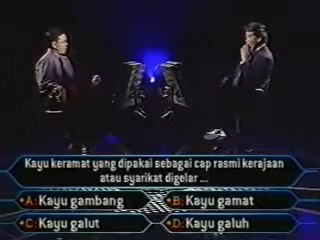 Kayu keramat yang dipakai sebagai cap rasmi kerajaan
atau syarikat digelar ...
A: Kayu gambang
B: Kayu gamat
C: Kayu galut
D: Kayu galuh